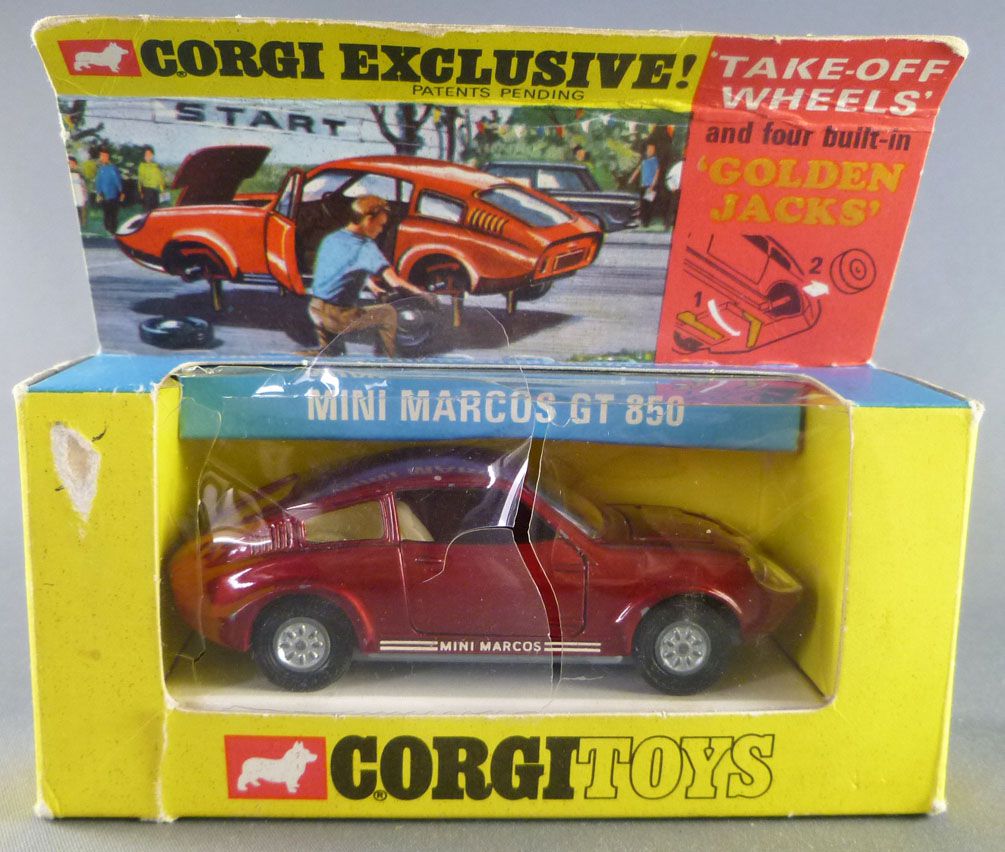 CORGI EXCLUSIVE!
PATENTS PENDING
'TAKE-OFF
WHEELS'
and four built-in
'GOLDEN
JACKS'
START
1
2
MINI MARCOS GT 850
MINI MARCOS
CORGI TOYS
®